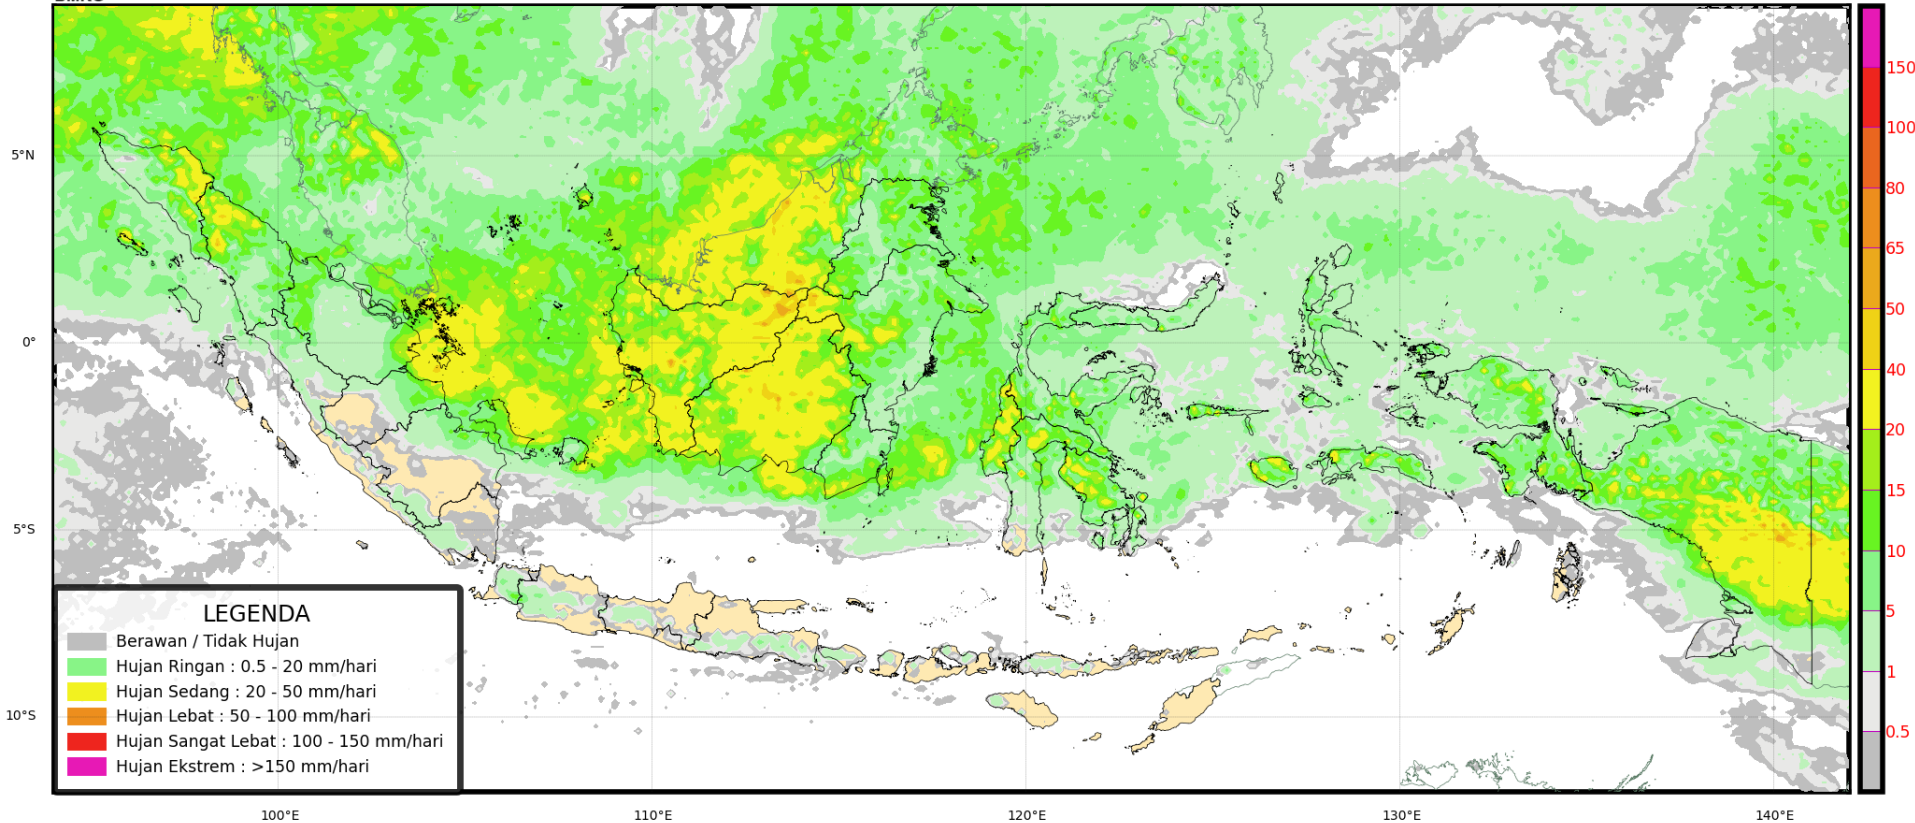 5°N
0°
5°S
10°S
LEGENDA
Berawan / Tidak Hujan
Hujan Ringan : 0.5 - 20 mm/hari
Hujan Sedang : 20 - 50 mm/hari
Hujan Lebat : 50 - 100 mm/hari
Hujan Sangat Lebat : 100 - 150 mm/hari
Hujan Ekstrem : >150 mm/hari
100°E
110°E
120°E
130°E
140°E
150
100
80
65
50
40
20
15
10
5
1
0.5